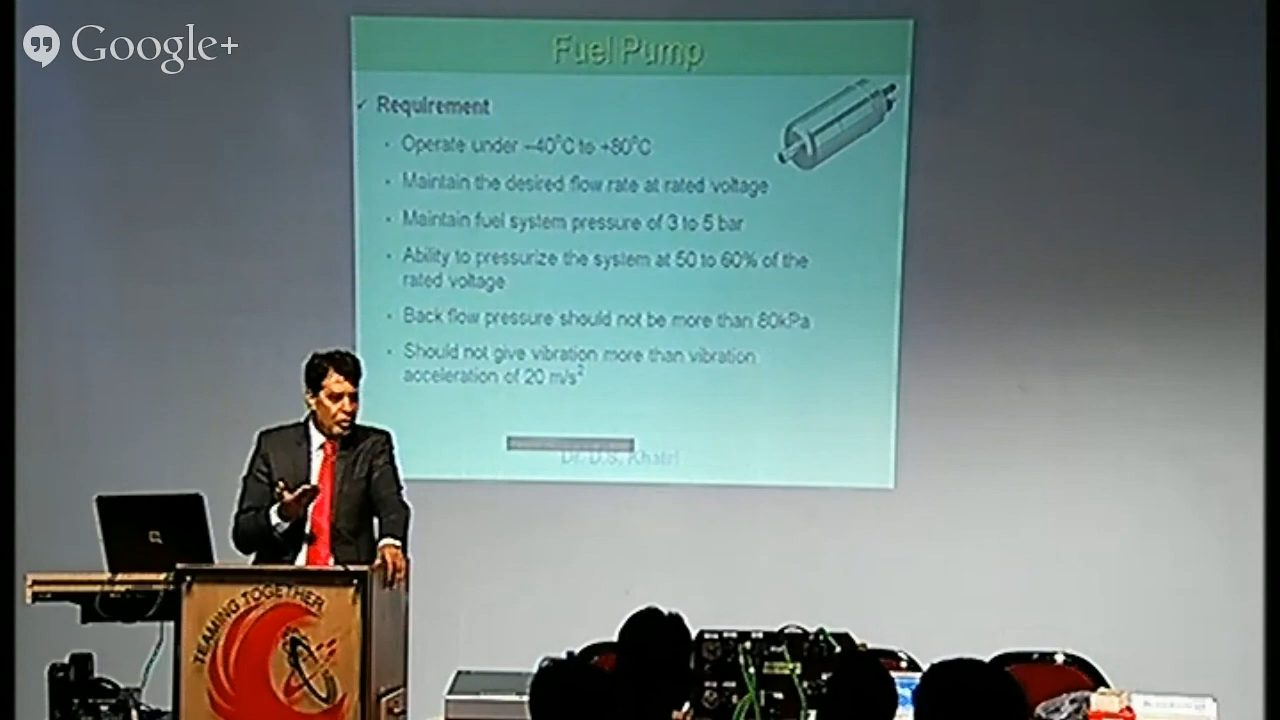 Google+
Fuel Pump
✓ Requirement
• Operate under –40⁰C to +80⁰C
• Maintain the desired flow rate at rated voltage
• Maintain fuel system pressure of 3 to 5 bar
• Ability to pressurize the system at 50 to 60% of the
rated voltage
• Back flow pressure should not be more than 80kPa
• Should not give vibration more than vibration
acceleration of 20 m/s²
Dr. D.S. Khatri
TEAMING TOGETHER